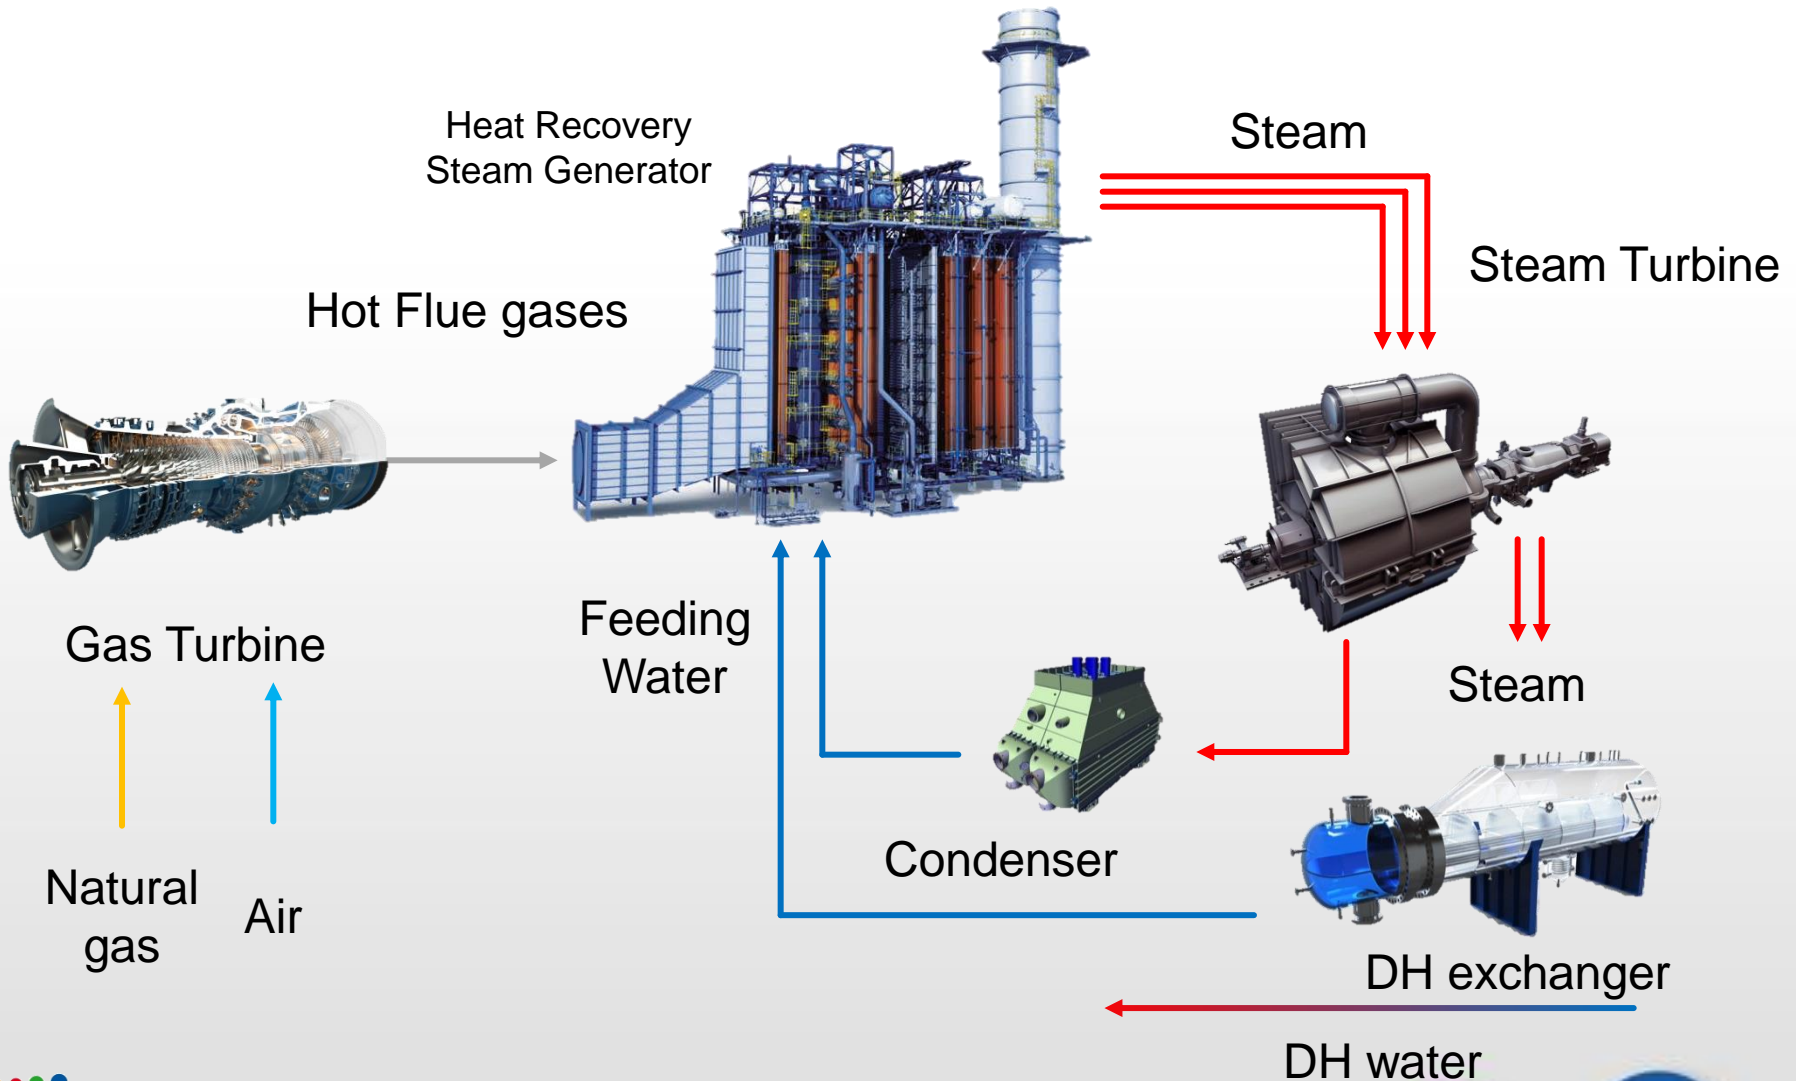 Heat Recovery
Steam Generator
Steam
Steam Turbine
Hot Flue gases
Gas Turbine
Feeding
Water
Steam
Condenser
Natural
gas
Air
DH exchanger
DH water